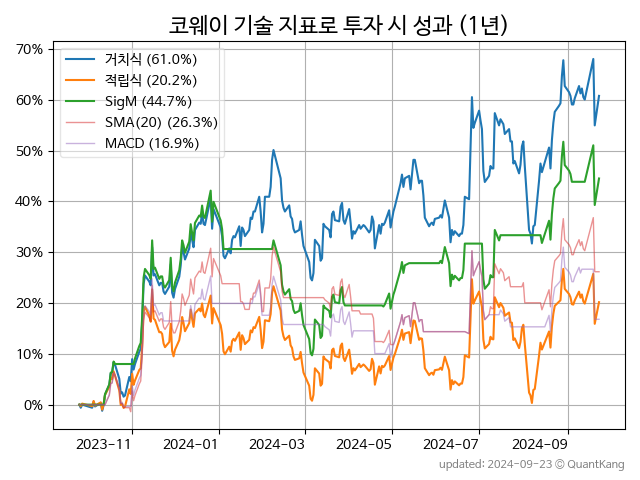 코웨이 기술 지표로 투자 시 성과 (1년)
70%
60%
50%
40%
30%
20%
10%
0%
거치식 (61.0%)
적립식 (20.2%)
SigM (44.7%)
SMA(20) (26.3%)
MACD (16.9%)
2023-11
2024-01
2024-03
2024-05
2024-07
2024-09
updated: 2024-09-23 © QuantKang